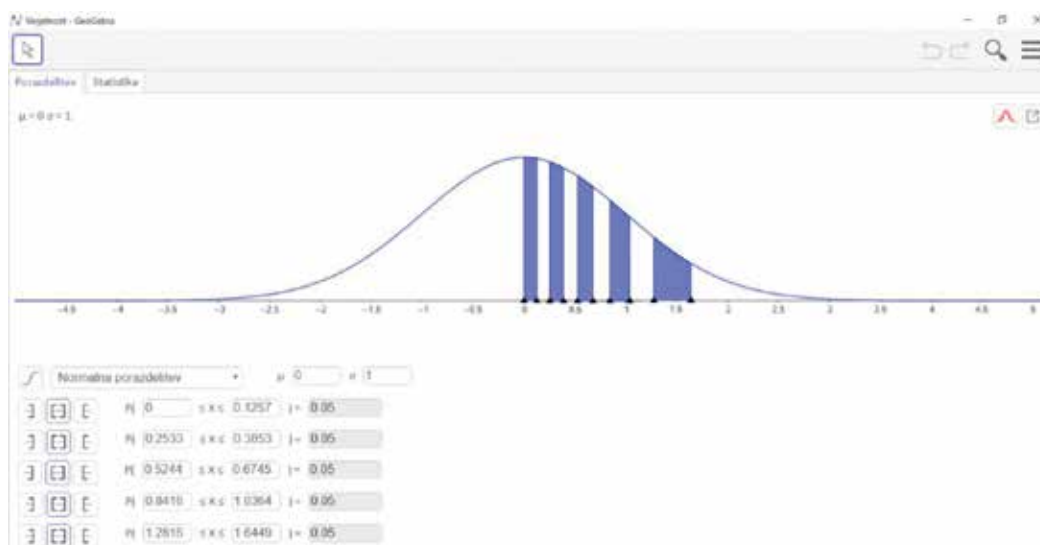 Verjetnost - GeoGebra
Porazdelitev Statistika
μ = 0 σ = 1
-4.5 -4 -3.5 -3 -2.5 -2 -1.5 -1 -0.5 0 0.5 1 1.5 2 2.5 3 3.5 4 4.5 5
Normalna porazdelitev μ 0 σ 1
P( 0 ≤ X ≤ 0.1257 ) = 0.05
P( 0.2533 ≤ X ≤ 0.3853 ) = 0.05
P( 0.5244 ≤ X ≤ 0.6745 ) = 0.05
P( 0.8416 ≤ X ≤ 1.0364 ) = 0.05
P( 1.2815 ≤ X ≤ 1.6449 ) = 0.05